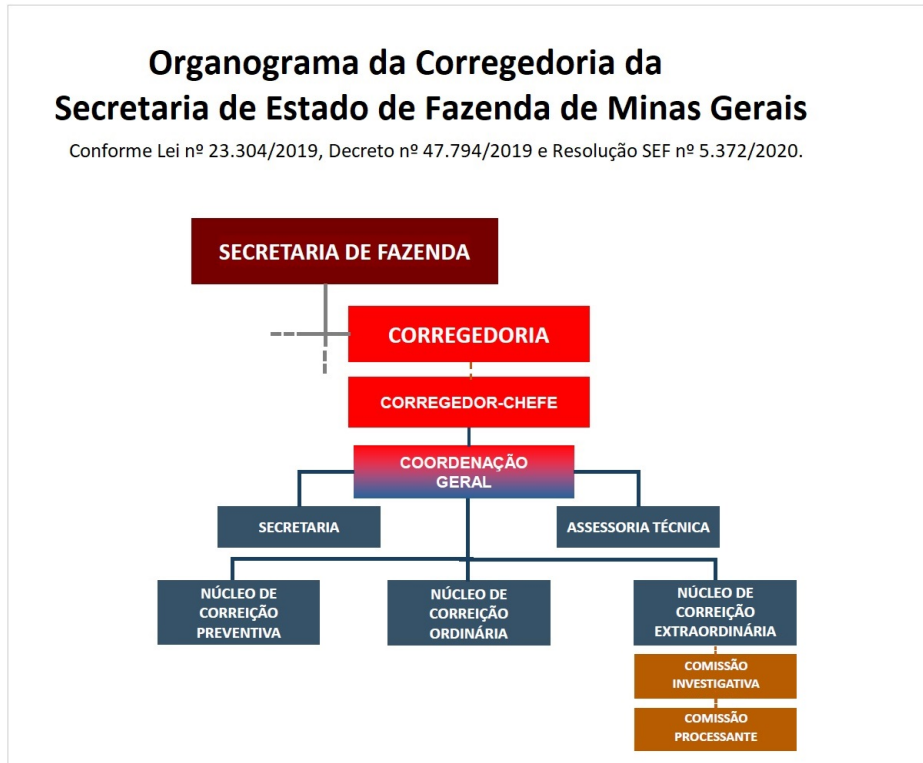 Organograma da Corregedoria da
Secretaria de Estado de Fazenda de Minas Gerais
Conforme Lei nº 23.304/2019, Decreto nº 47.794/2019 e Resolução SEF nº 5.372/2020.
SECRETARIA DE FAZENDA
CORREGEDORIA
CORREGEDOR-CHEFE
COORDENAÇÃO
GERAL
SECRETARIA
ASSESSORIA TÉCNICA
NÚCLEO DE
CORREIÇÃO
PREVENTIVA
NÚCLEO DE
CORREIÇÃO
ORDINÁRIA
NÚCLEO DE
CORREIÇÃO
EXTRAORDINÁRIA
COMISSÃO
INVESTIGATIVA
COMISSÃO
PROCESSANTE